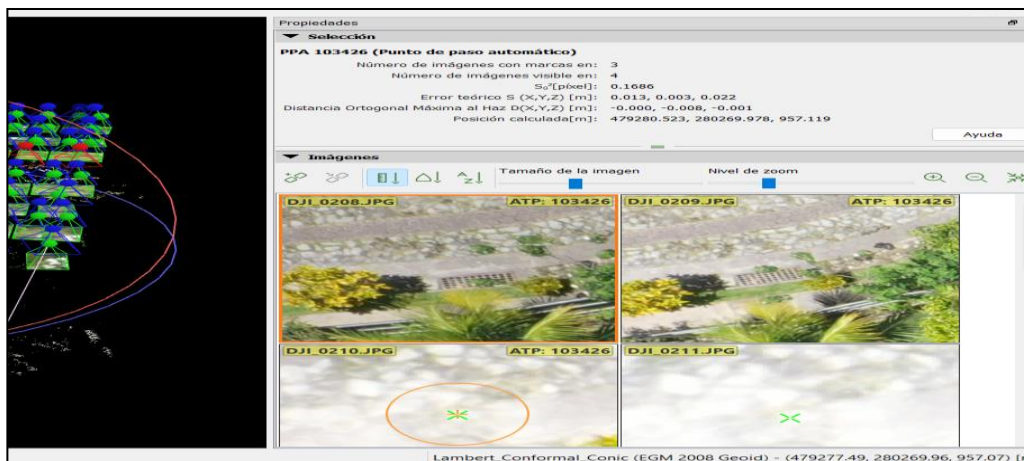 Propiedades
Selección
PPA 103426 (Punto de paso automático)
Número de imágenes con marcas en: 3
Número de imágenes visible en: 4
S₀²[píxel]: 0.1686
Error teórico S (X,Y,Z) [m]: 0.013, 0.003, 0.022
Distancia Ortogonal Máxima al Haz D(X,Y,Z) [m]: -0.000, -0.008, -0.001
Posición calculada[m]: 479280.523, 280269.978, 957.119
Ayuda
Imágenes
Tamaño de la imagen Nivel de zoom
DJI_0208.JPG ATP: 103426 DJI_0209.JPG ATP: 103426
DJI_0210.JPG ATP: 103426 DJI_0211.JPG
Lambert_Conformal_Conic (EGM 2008 Geoid) - (479277.49, 280269.96, 957.07) [